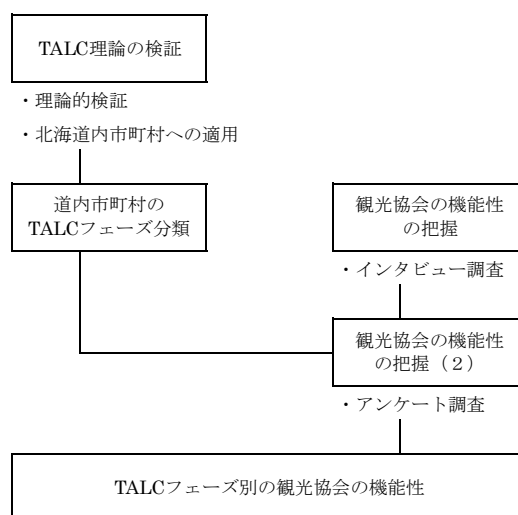 TALC理論の検証
・理論的検証
・北海道内市町村への適用
道内市町村の
TALCフェーズ分類
観光協会の機能性
の把握
・インタビュー調査
観光協会の機能性
の把握（２）
・アンケート調査
TALCフェーズ別の観光協会の機能性